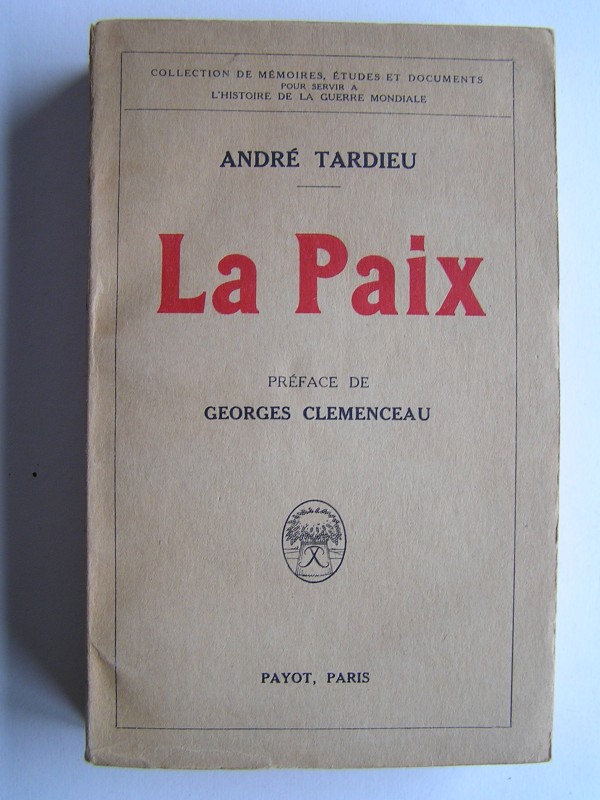 COLLECTION DE MÉMOIRES, ÉTUDES ET DOCUMENTS
POUR SERVIR A
L'HISTOIRE DE LA GUERRE MONDIALE
ANDRÉ TARDIEU
La Paix
PRÉFACE DE
GEORGES CLEMENCEAU
PAYOT, PARIS